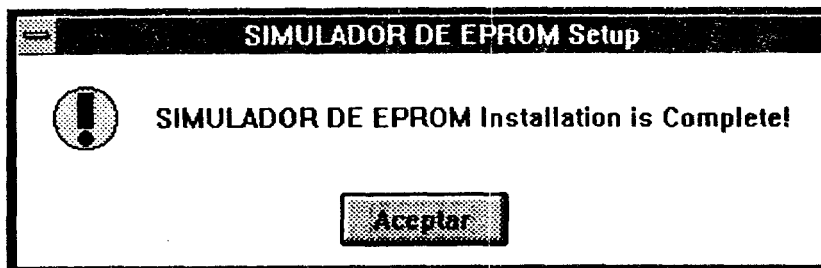 SIMULADOR DE EPROM Setup
SIMULADOR DE EPROM Installation is Complete!
Aceptar